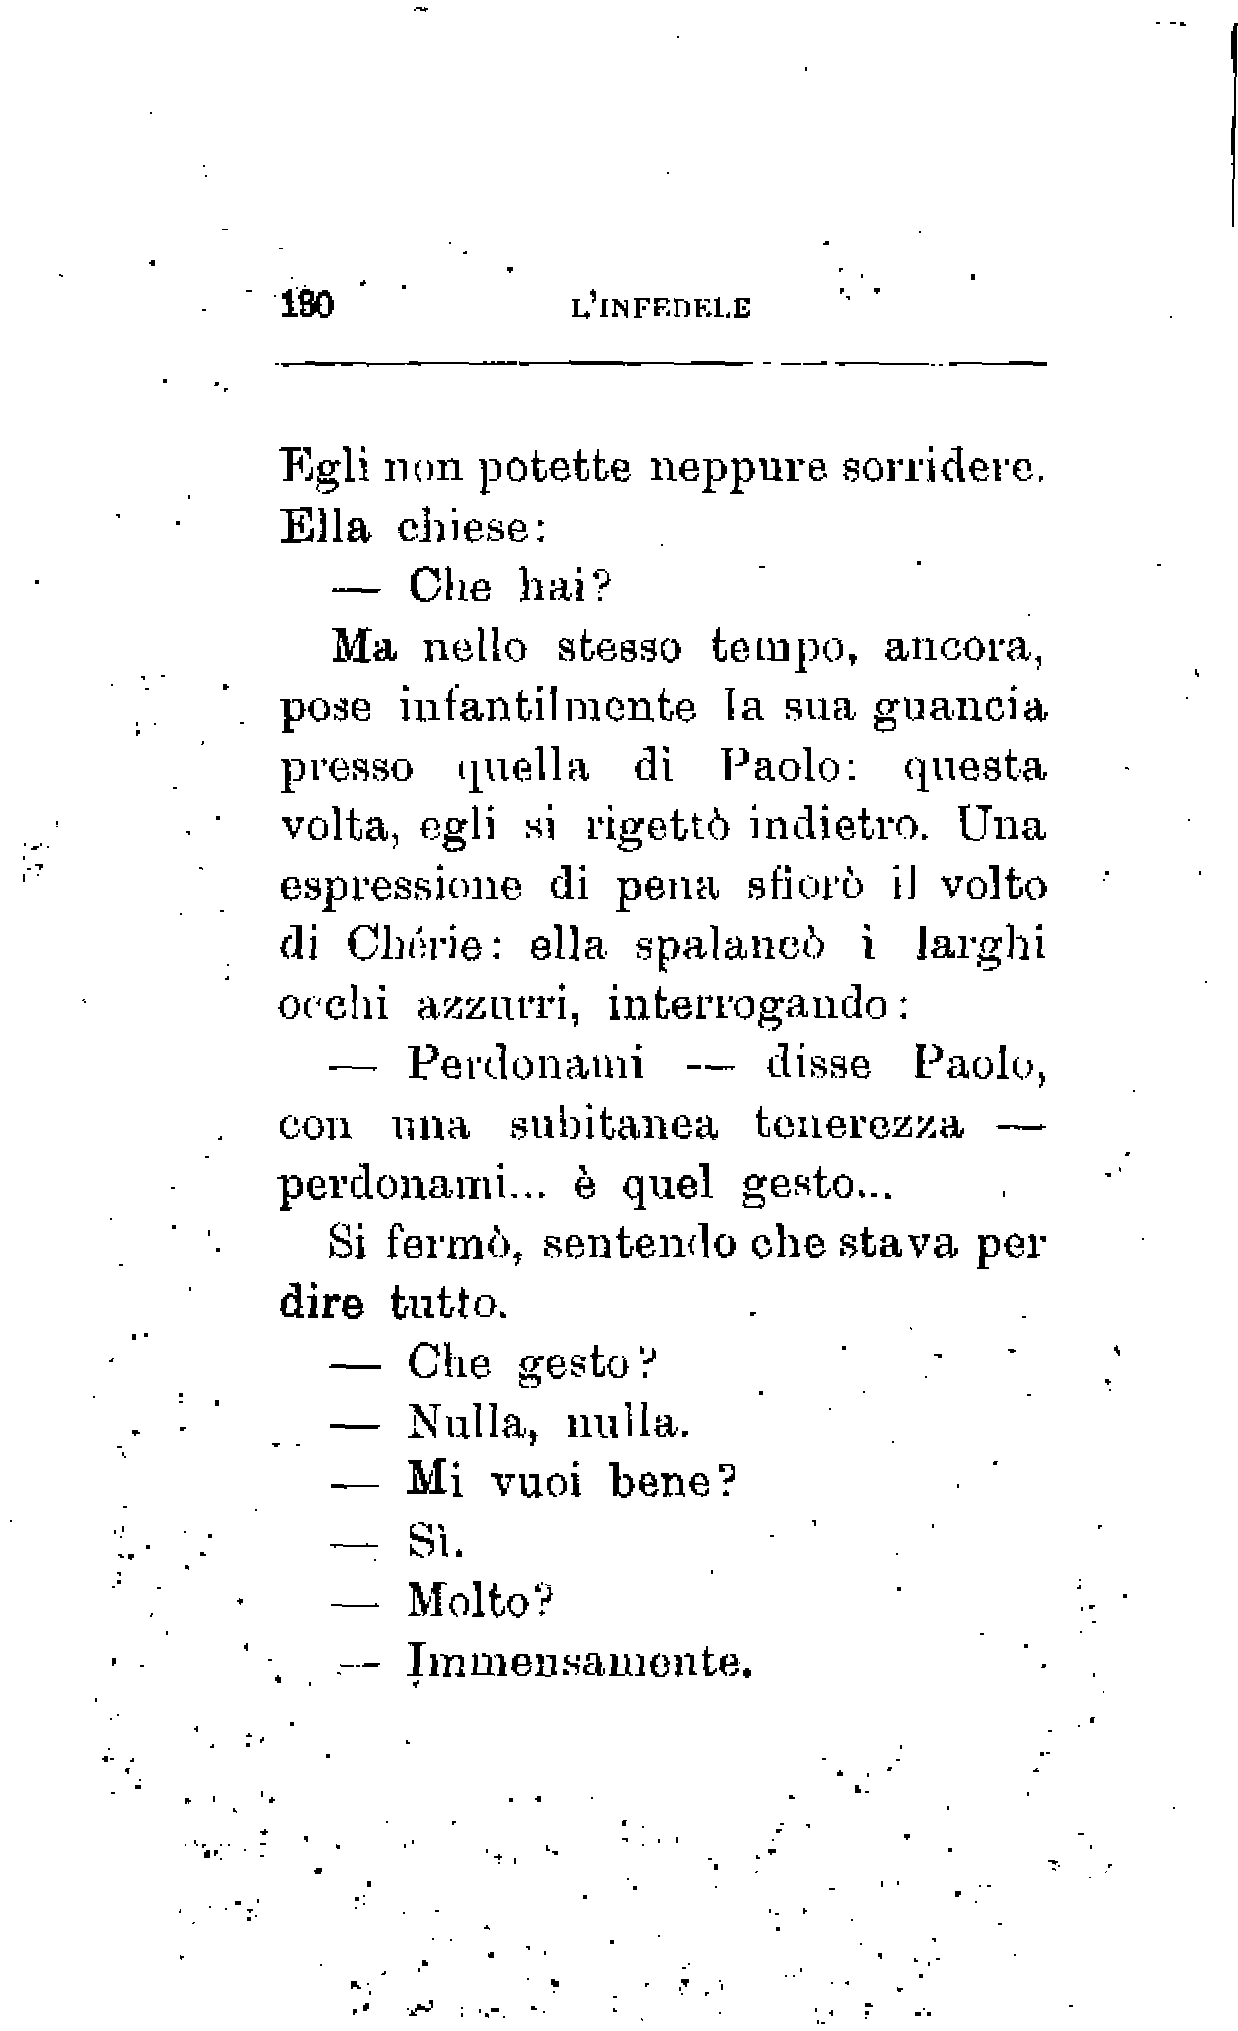 180 L'INFEDELE
Egli non potette neppure sorridere.
Ella chiese:
— Che hai?
Ma nello stesso tempo, ancora,
pose infantilmente la sua guancia
presso quella di Paolo: questa
volta, egli si rigettò indietro. Una
espressione di pena sfiorò il volto
di Chérie: ella spalancò i larghi
occhi azzurri, interrogando:
— Perdonami — disse Paolo,
con una subitanea tenerezza —
perdonami... è quel gesto...
Si fermò, sentendo che stava per
dire tutto.
— Che gesto?
— Nulla, nulla.
— Mi vuoi bene?
— Sì.
— Molto?
— Immensamente.